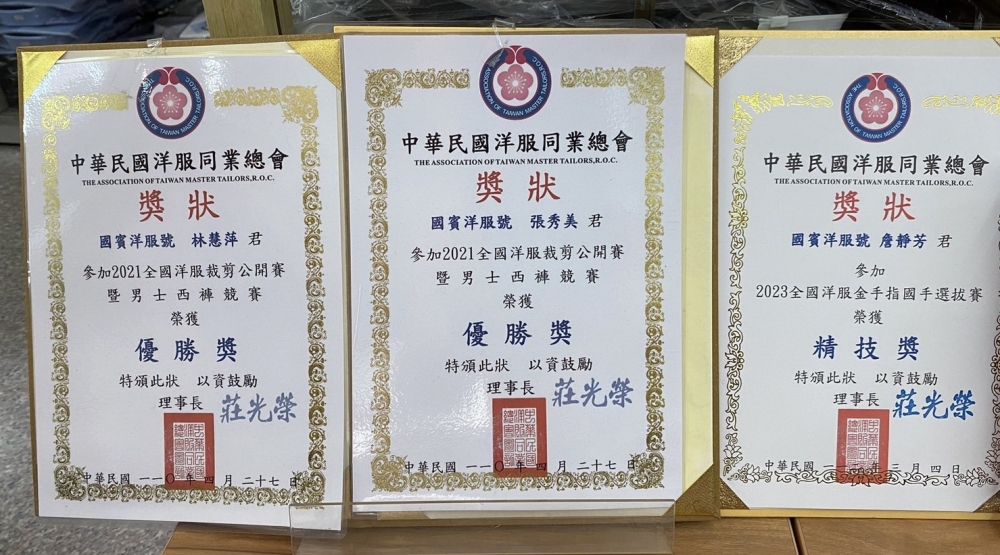 THE ASSOCIATION OF TAIWAN MASTER TAILORS,R.O.C.
中華民國洋服同業總會
THE ASSOCIATION OF TAIWAN MASTER TAILORS,R.O.C.
獎狀
國賓洋服號 林慧萍 君
參加2021全國洋服裁剪公開賽
暨男士西褲競賽
榮獲
優勝獎
特頒此狀 以資鼓勵
理事長 莊光榮
中華民國 一一〇年 四月 二十七日
THE ASSOCIATION OF TAIWAN MASTER TAILORS,R.O.C.
中華民國洋服同業總會
THE ASSOCIATION OF TAIWAN MASTER TAILORS,R.O.C.
獎狀
國賓洋服號 張秀美 君
參加2021全國洋服裁剪公開賽
暨男士西褲競賽
榮獲
優勝獎
特頒此狀 以資鼓勵
理事長 莊光榮
中華民國 一一〇年 四月 二十七日
THE ASSOCIATION OF TAIWAN MASTER TAILORS,R.O.C.
中華民國洋服同業總會
THE ASSOCIATION OF TAIWAN MASTER TAILORS,R.O.C.
獎狀
國賓洋服號 詹靜芳 君
參加
2023全國洋服金手指國手選拔賽
榮獲
精技獎
特頒此狀 以資鼓勵
理事長 莊光榮
中華民國 年 月四日